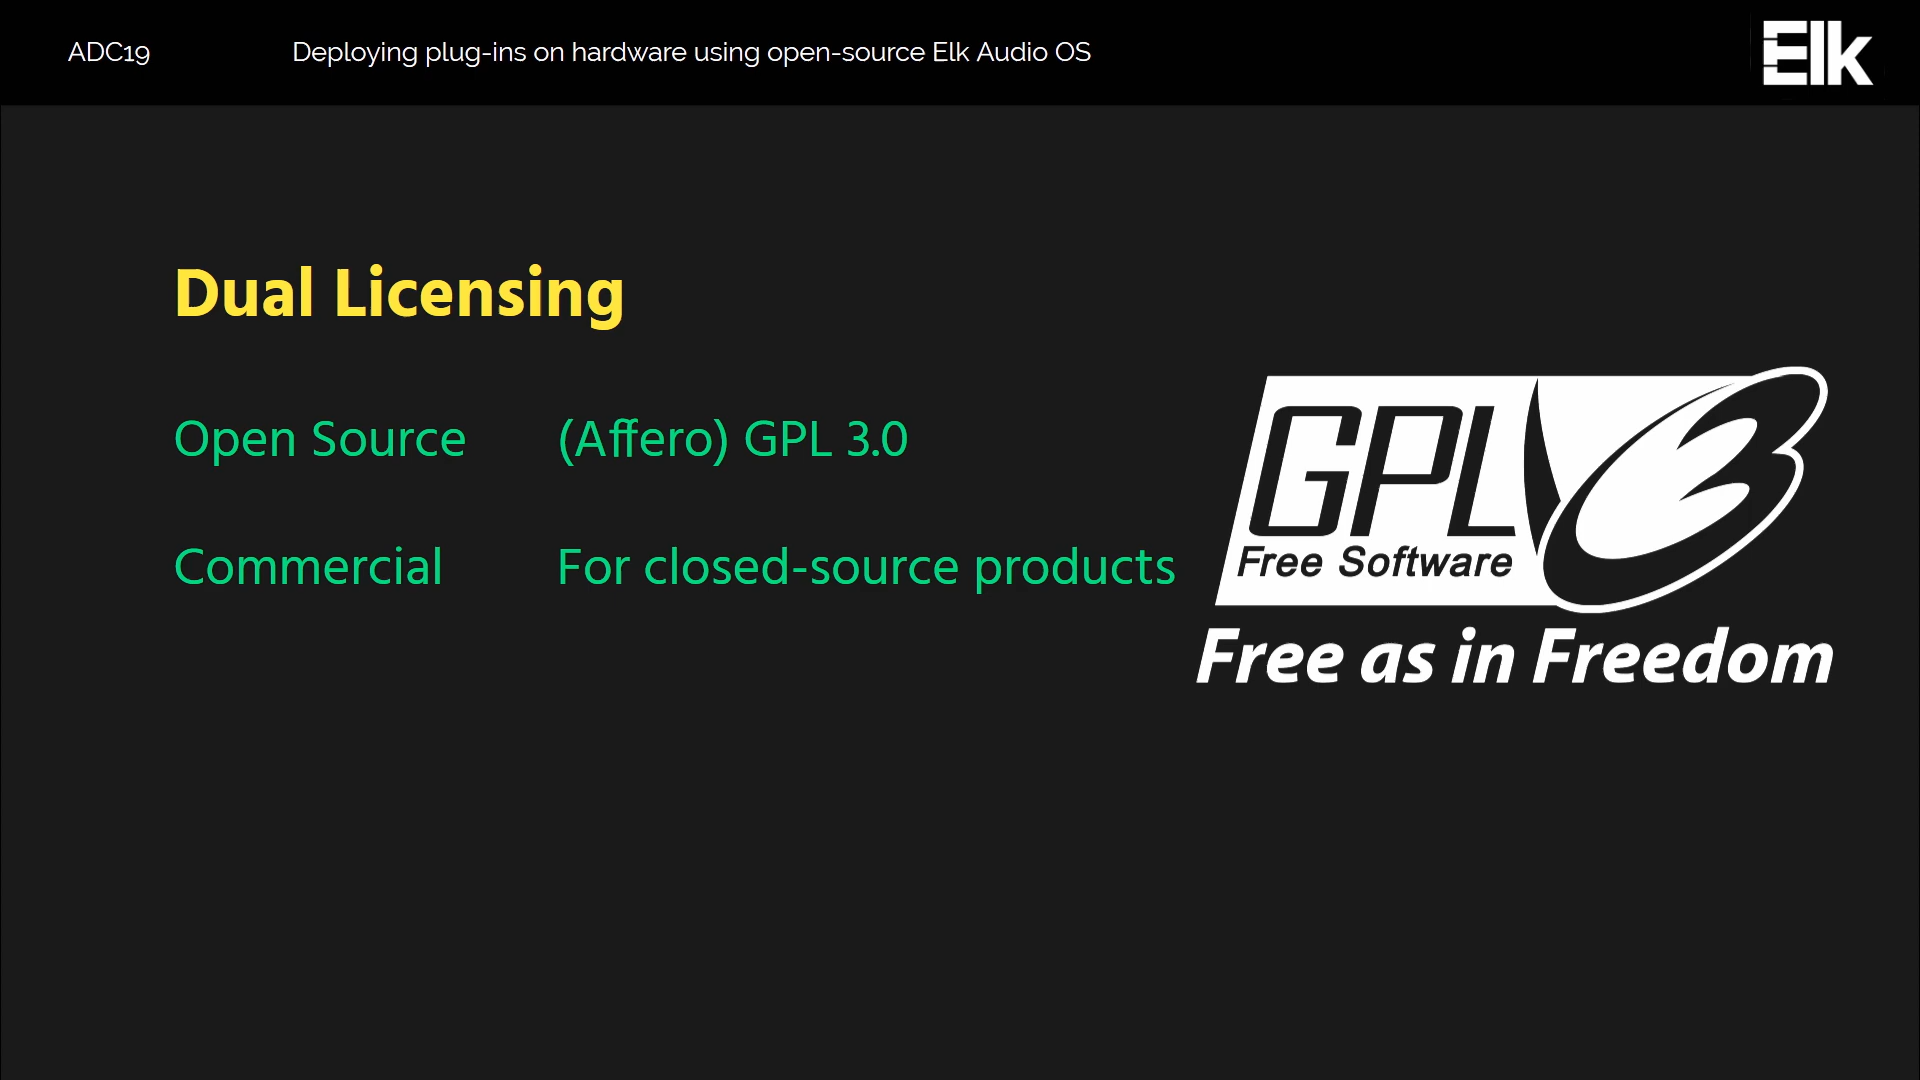 ADC19 Deploying plug-ins on hardware using open-source Elk Audio OS Elk
Dual Licensing
Open Source (Affero) GPL 3.0
Commercial For closed-source products
GPLv3
Free Software
Free as in Freedom